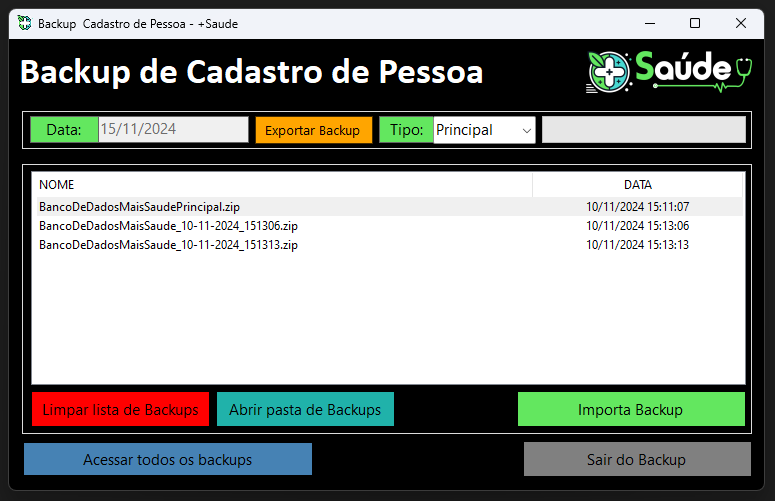 Backup  Cadastro de Pessoa - +Saude
Backup de Cadastro de Pessoa
Saúde
Data: 15/11/2024 Exportar Backup Tipo: Principal
NOME DATA
BancoDeDadosMaisSaudePrincipal.zip 10/11/2024 15:11:07
BancoDeDadosMaisSaude_10-11-2024_151306.zip 10/11/2024 15:13:06
BancoDeDadosMaisSaude_10-11-2024_151313.zip 10/11/2024 15:13:13
Limpar lista de Backups Abrir pasta de Backups Importa Backup
Acessar todos os backups Sair do Backup